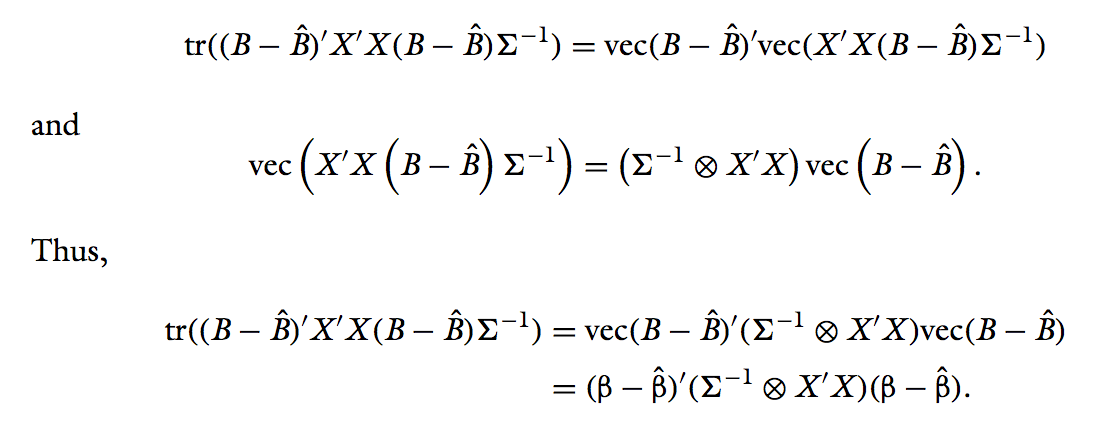 tr((B − B̂)′X′X(B − B̂)Σ⁻¹) = vec(B − B̂)′vec(X′X(B − B̂)Σ⁻¹)
and
vec(X′X(B − B̂)Σ⁻¹) = (Σ⁻¹ ⊗ X′X) vec(B − B̂).
Thus,
tr((B − B̂)′X′X(B − B̂)Σ⁻¹) = vec(B − B̂)′(Σ⁻¹ ⊗ X′X)vec(B − B̂)
= (β − β̂)′(Σ⁻¹ ⊗ X′X)(β − β̂).